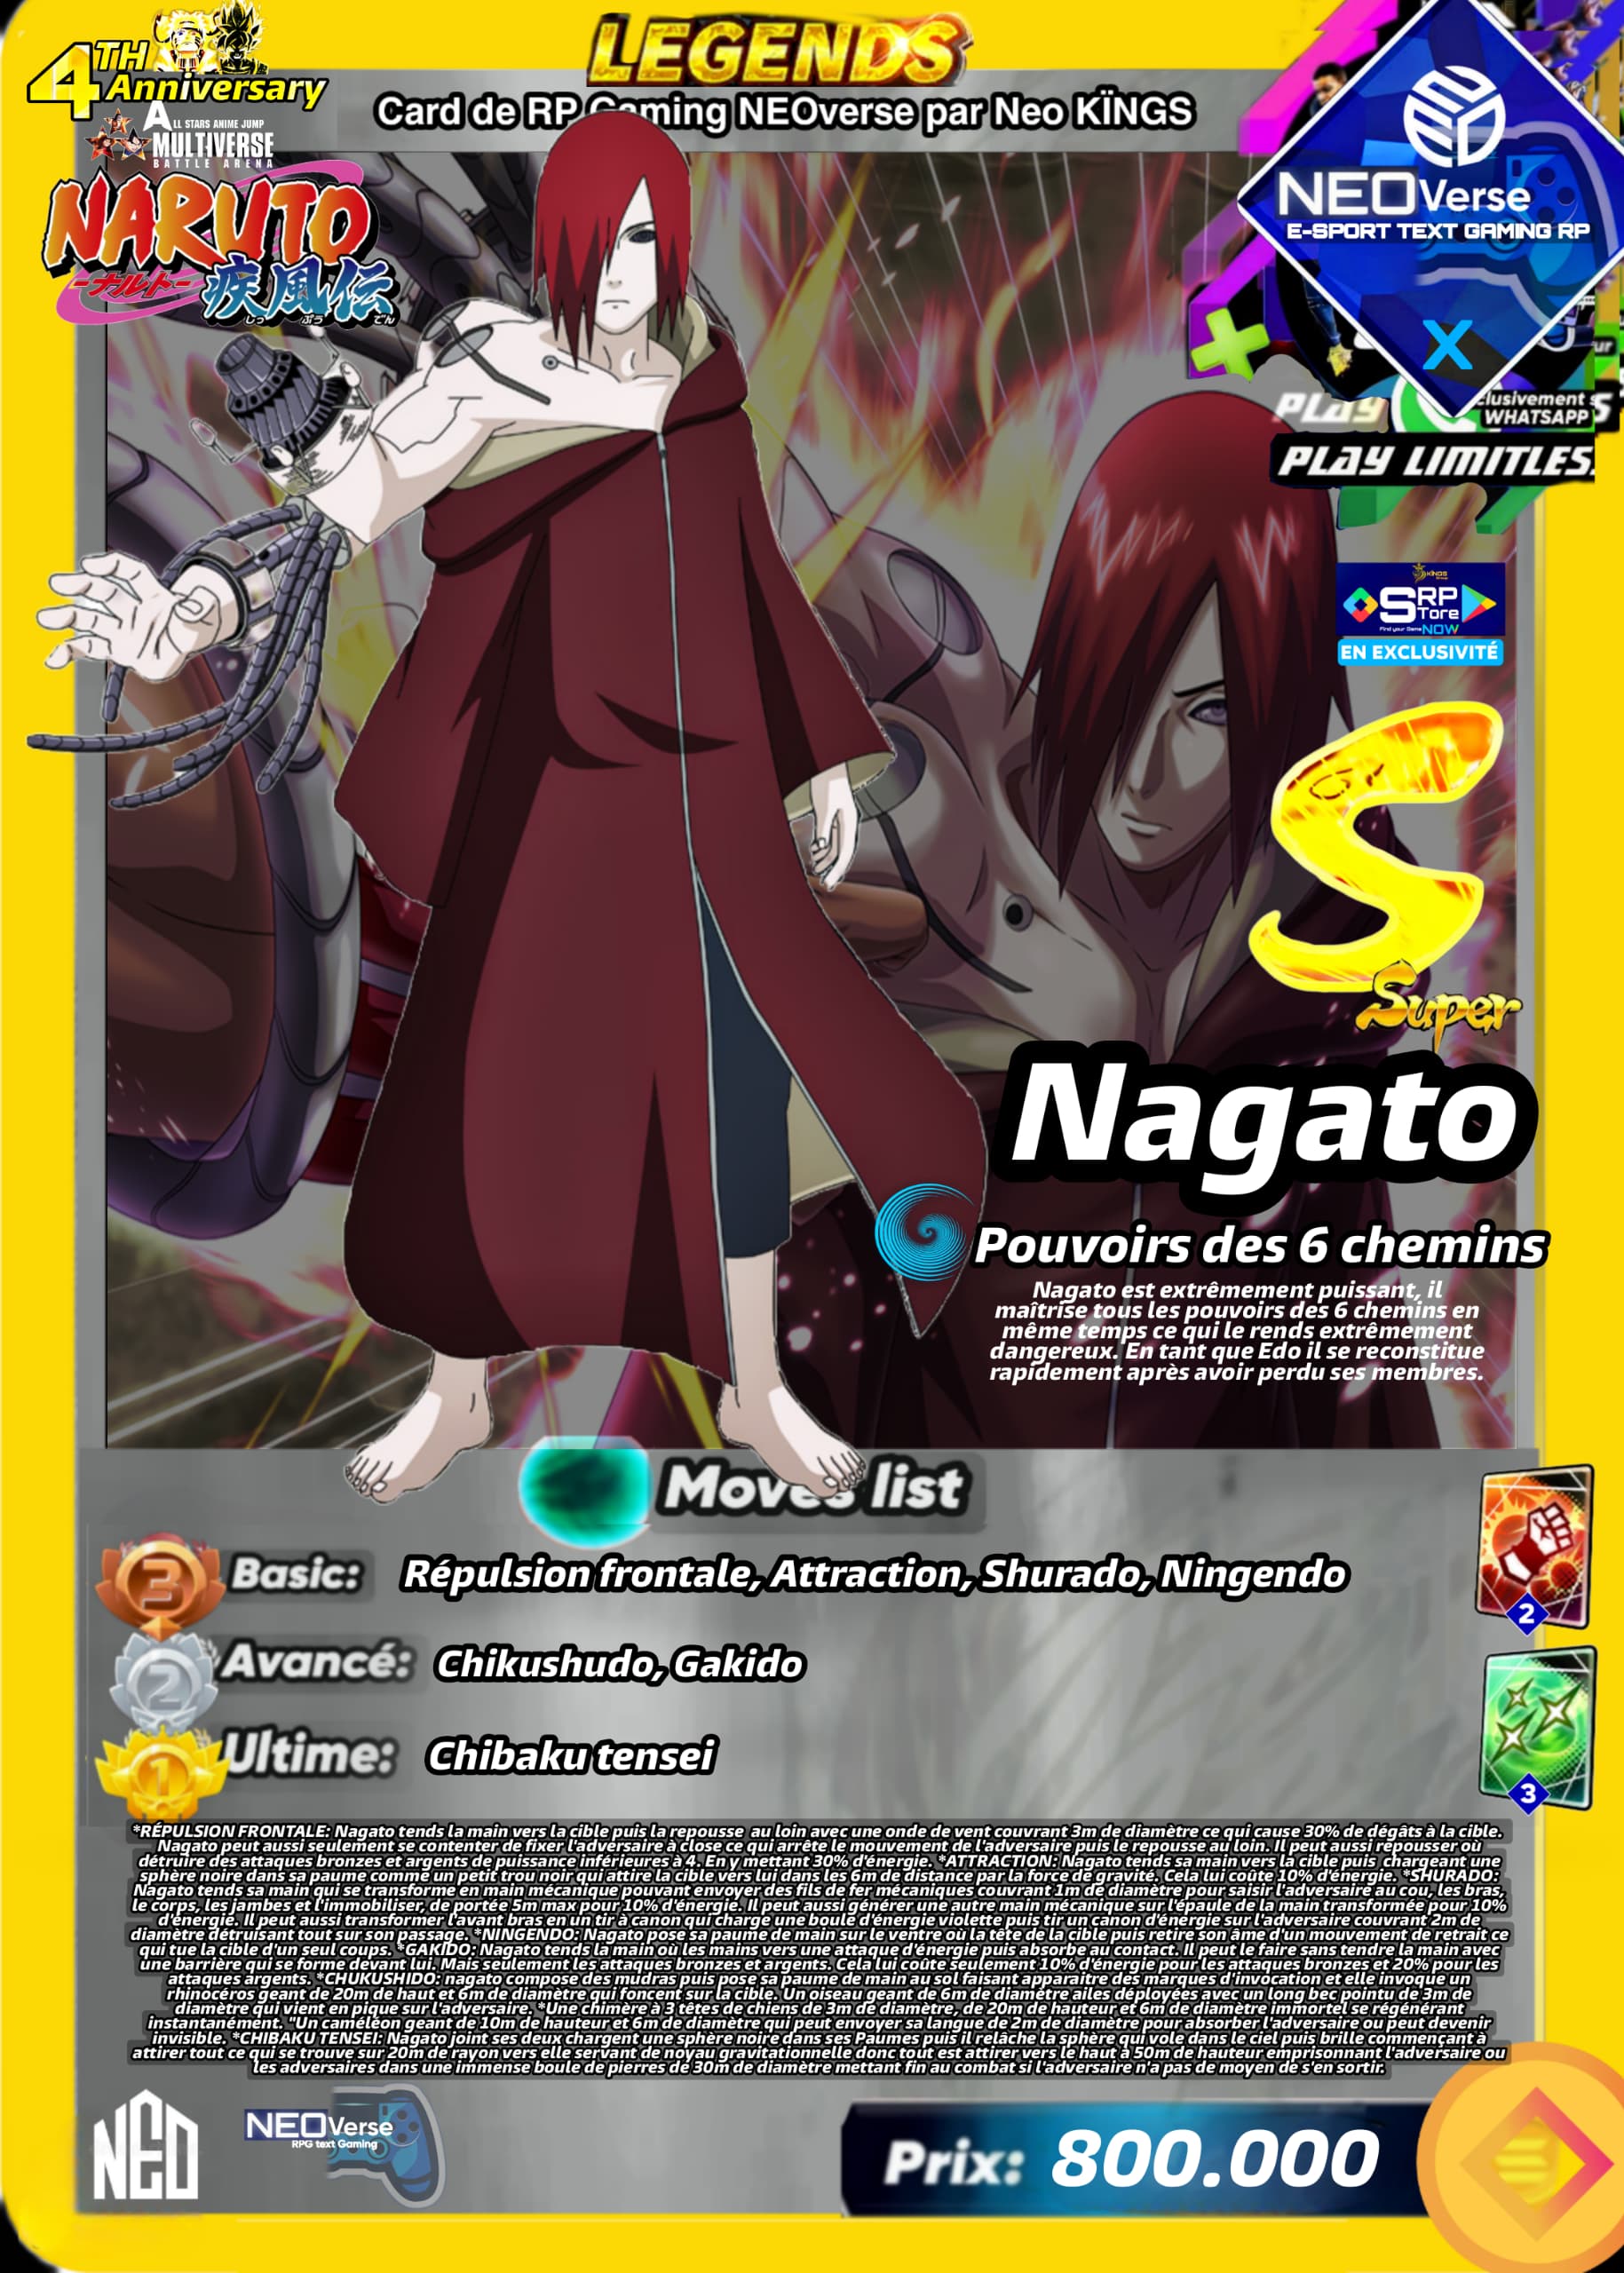 4TH
Anniversary
LEGENDS
Card de RP Gaming NEOverse par Neo KÏNGS
ALL STARS ANIME JUMP
MULTIVERSE
BATTLE ARENA
NARUTO
-ナルト-
疾風伝
しっ ぷう でん
NEOVerse
E-SPORT TEXT GAMING RP
X
PLAY
clusivement s
WHATSAPP
PLAY LIMITLES
KINGS
SRP
Tore
Find your Game NOW
EN EXCLUSIVITÉ
S
Super
Nagato
Pouvoirs des 6 chemins
Nagato est extrêmement puissant, il
maîtrise tous les pouvoirs des 6 chemins en
même temps ce qui le rends extrêmement
dangereux. En tant que Edo il se reconstitue
rapidement après avoir perdu ses membres.
Moves list
3 Basic: Répulsion frontale, Attraction, Shurado, Ningendo
2
2 Avancé: Chikushudo, Gakido
1 Ultime: Chibaku tensei
3
*RÉPULSION FRONTALE: Nagato tends la main vers la cible puis la repousse au loin avec une onde de vent couvrant 3m de diamètre ce qui cause 30% de dégâts à la cible.
Nagato peut aussi seulement se contenter de fixer l'adversaire à close ce qui arrête le mouvement de l'adversaire puis le repousse au loin. Il peut aussi repousser où
détruire des attaques bronzes et argents de puissance inférieures à 4. En y mettant 30% d'énergie. *ATTRACTION: Nagato tends sa main vers la cible puis chargeant une
sphère noire dans sa paume comme un petit trou noir qui attire la cible vers lui dans les 6m de distance par la force de gravité. Cela lui coûte 10% d'énergie. *SHURADO:
Nagato tends sa main qui se transforme en main mécanique pouvant envoyer des fils de fer mécaniques couvrant 1m de diamètre pour saisir l'adversaire au cou, les bras,
le corps, les jambes et l'immobiliser, de portée 5m max pour 10% d'énergie. Il peut aussi générer une autre main mécanique sur l'épaule de la main transformée pour 10%
d'énergie. Il peut aussi transformer l'avant bras en un tir à canon qui charge une boule d'énergie violette puis tir un canon d'énergie sur l'adversaire couvrant 2m de
diamètre détruisant tout sur son passage. *NINGENDO: Nagato pose sa paume de main sur le ventre où la tête de la cible puis retire son âme d'un mouvement de retrait ce
qui tue la cible d'un seul coups. *GAKIDO: Nagato tends la main où les mains vers une attaque d'énergie puis absorbe au contact. Il peut le faire sans tendre la main avec
une barrière qui se forme devant lui. Mais seulement les attaques bronzes et argents. Cela lui coûte seulement 10% d'énergie pour les attaques bronzes et 20% pour les
attaques argents. *CHUKUSHIDO: nagato compose des mudras puis pose sa paume de main au sol faisant apparaître des marques d'invocation et elle invoque un
rhinocéros geant de 20m de haut et 6m de diamètre qui foncent sur la cible. Un oiseau geant de 6m de diamètre ailes déployées avec un long bec pointu de 3m de
diamètre qui vient en pique sur l'adversaire. *Une chimère à 3 têtes de chiens de 3m de diamètre, de 20m de hauteur et 6m de diamètre immortel se régénérant
instantanément. "Un caméléon geant de 10m de hauteur et 6m de diamètre qui peut envoyer sa langue de 2m de diamètre pour absorber l'adversaire ou peut devenir
invisible. *CHIBAKU TENSEI: Nagato joint ses deux chargent une sphère noire dans ses Paumes puis il relâche la sphère qui vole dans le ciel puis brille commençant à
attirer tout ce qui se trouve sur 20m de rayon vers elle servant de noyau gravitationnelle donc tout est attirer vers le haut à 50m de hauteur emprisonnant l'adversaire ou
les adversaires dans une immense boule de pierres de 30m de diamètre mettant fin au combat si l'adversaire n'a pas de moyen de s'en sortir.
NEO
NEOVerse
RPG text Gaming
Prix: 800.000